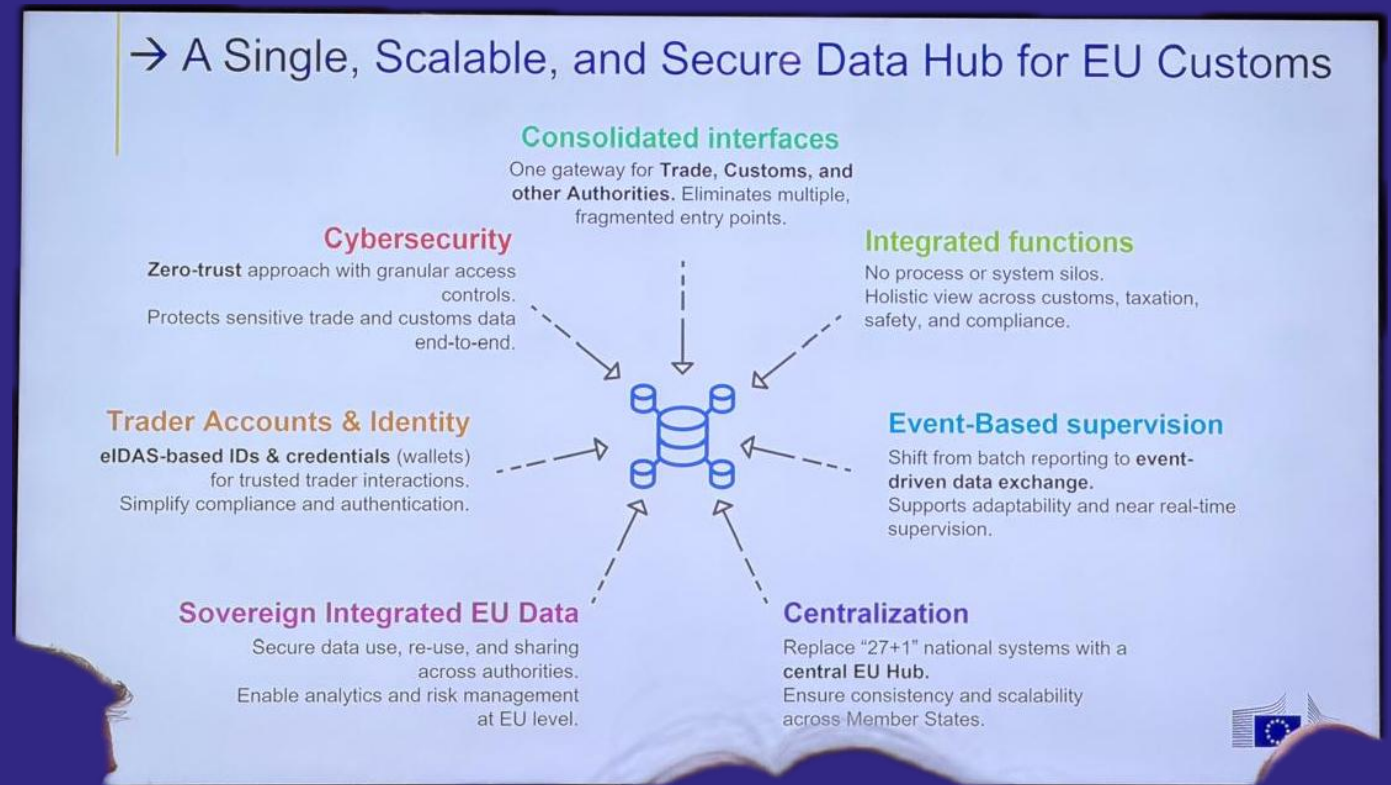 → A Single, Scalable, and Secure Data Hub for EU Customs
Consolidated interfaces
One gateway for Trade, Customs, and
other Authorities. Eliminates multiple,
fragmented entry points.
Cybersecurity
Zero-trust approach with granular access
controls.
Protects sensitive trade and customs data
end-to-end.
Integrated functions
No process or system silos.
Holistic view across customs, taxation,
safety, and compliance.
Trader Accounts & Identity
eIDAS-based IDs & credentials (wallets)
for trusted trader interactions.
Simplify compliance and authentication.
Event-Based supervision
Shift from batch reporting to event-
driven data exchange.
Supports adaptability and near real-time
supervision.
Sovereign Integrated EU Data
Secure data use, re-use, and sharing
across authorities.
Enable analytics and risk management
at EU level.
Centralization
Replace “27+1” national systems with a
central EU Hub.
Ensure consistency and scalability
across Member States.